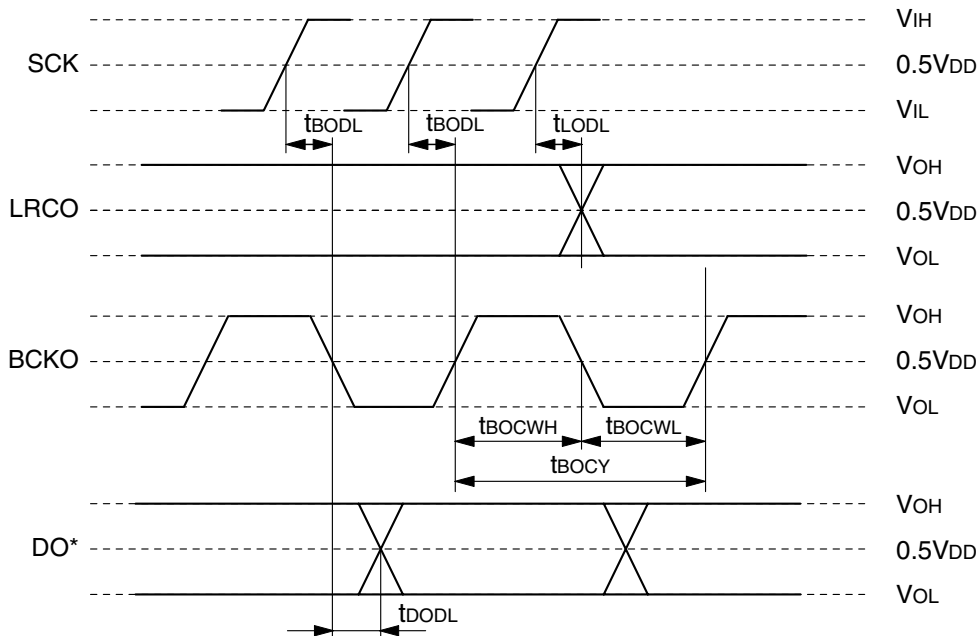 VIH
SCK
0.5VDD
VIL
tBODL
tBODL
tLODL
VOH
LRCO
0.5VDD
VOL
VOH
BCKO
0.5VDD
VOL
tBOCWH
tBOCWL
tBOCY
VOH
DO*
0.5VDD
VOL
tDODL